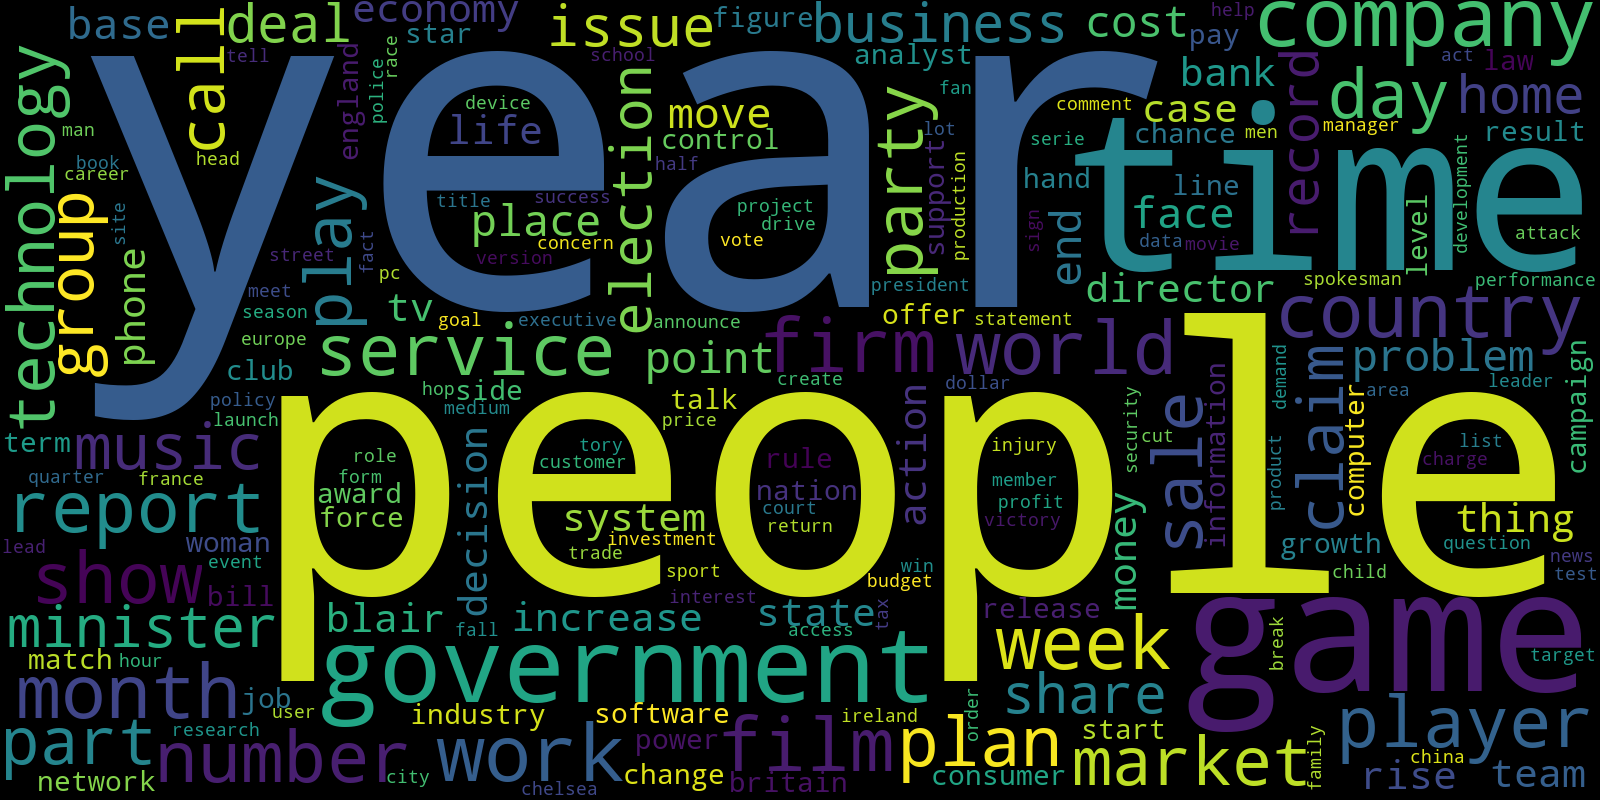 year
people
time
game
government
company
technology
base
deal
call
economy
star
issue
figure
business
cost
help
pay
analyst
bank
act
law
record
day
home
tell
england
police
race
school
device
life
move
control
half
election
party
fan
comment
case
lot
support
serie
chance
men
manager
result
development
man
book
career
head
group
site
phone
play
fact
title
success
place
concern
version
project
drive
vote
production
hand
line
face
sign
data
movie
end
level
attack
street
meet
season
europe
pc
tv
goal
executive
announce
president
director
spokesman
performance
offer
statement
country
service
point
firm
world
club
policy
launch
hop
side
medium
talk
price
create
dollar
problem
claim
computer
area
leader
demand
campaign
information
sale
security
cut
term
music
quarter
france
report
lead
woman
event
show
bill
role
form
award
force
decision
tory
customer
system
investment
trade
rule
nation
court
return
action
injury
member
profit
victory
money
product
list
charge
thing
growth
question
news
test
child
sport
interest
win
budget
tax
release
minister
blair
fall
increase
state
access
week
break
target
match
hour
month
job
user
share
player
part
research
number
network
city
industry
work
chelsea
software
change
power
film
britain
ireland
plan
order
consumer
start
market
family
rise
china
team